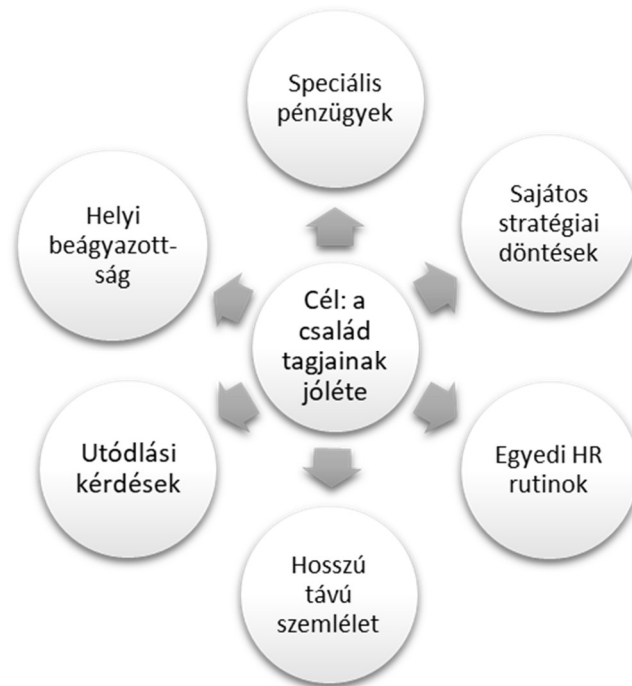 Speciális
pénzügyek
Sajátos
stratégiai
döntések
Egyedi HR
rutinok
Hosszú
távú
szemlélet
Utódlási
kérdések
Helyi
beágyazott-
ság
Cél: a
család
tagjainak
jóléte